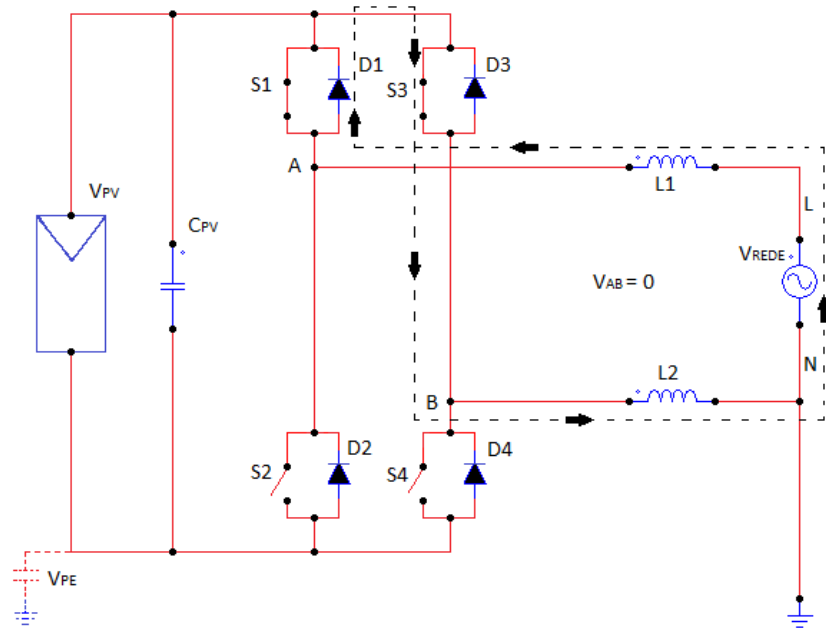 D1
D3
S1
S3
A
L1
VPV
CPV
L
VREDE
VAB = 0
N
B
L2
D2
D4
S2
S4
VPE